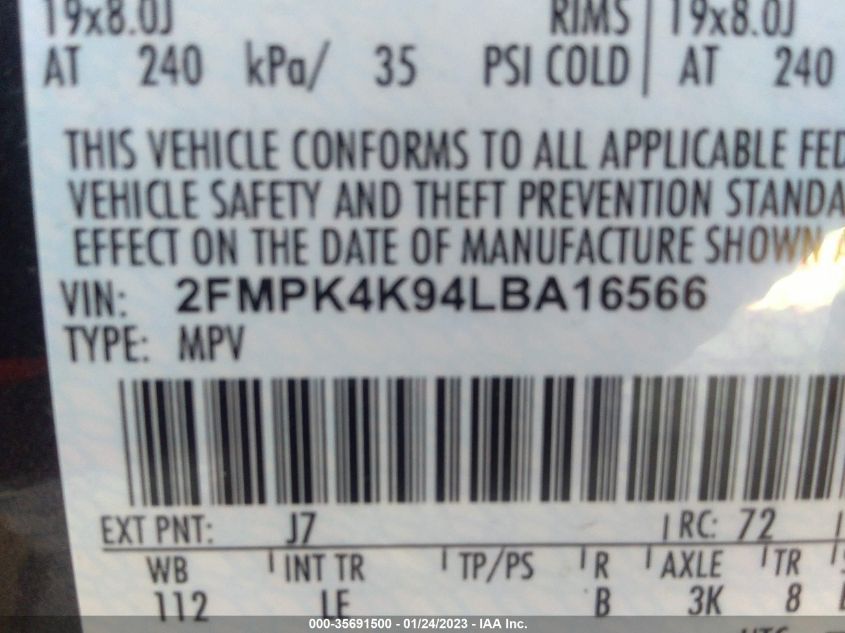 19x8.0J RIMS 19x8.0J
AT 240 kPa/ 35 PSI COLD AT 240
THIS VEHICLE CONFORMS TO ALL APPLICABLE FED
VEHICLE SAFETY AND THEFT PREVENTION STANDA
EFFECT ON THE DATE OF MANUFACTURE SHOWN A
VIN: 2FMPK4K94LBA16566
TYPE: MPV
EXT PNT: J7 RC: 72
WB INT TR TP/PS R AXLE TR
112 LE B 3K 8
000-35691500 - 01/24/2023 - IAA Inc.